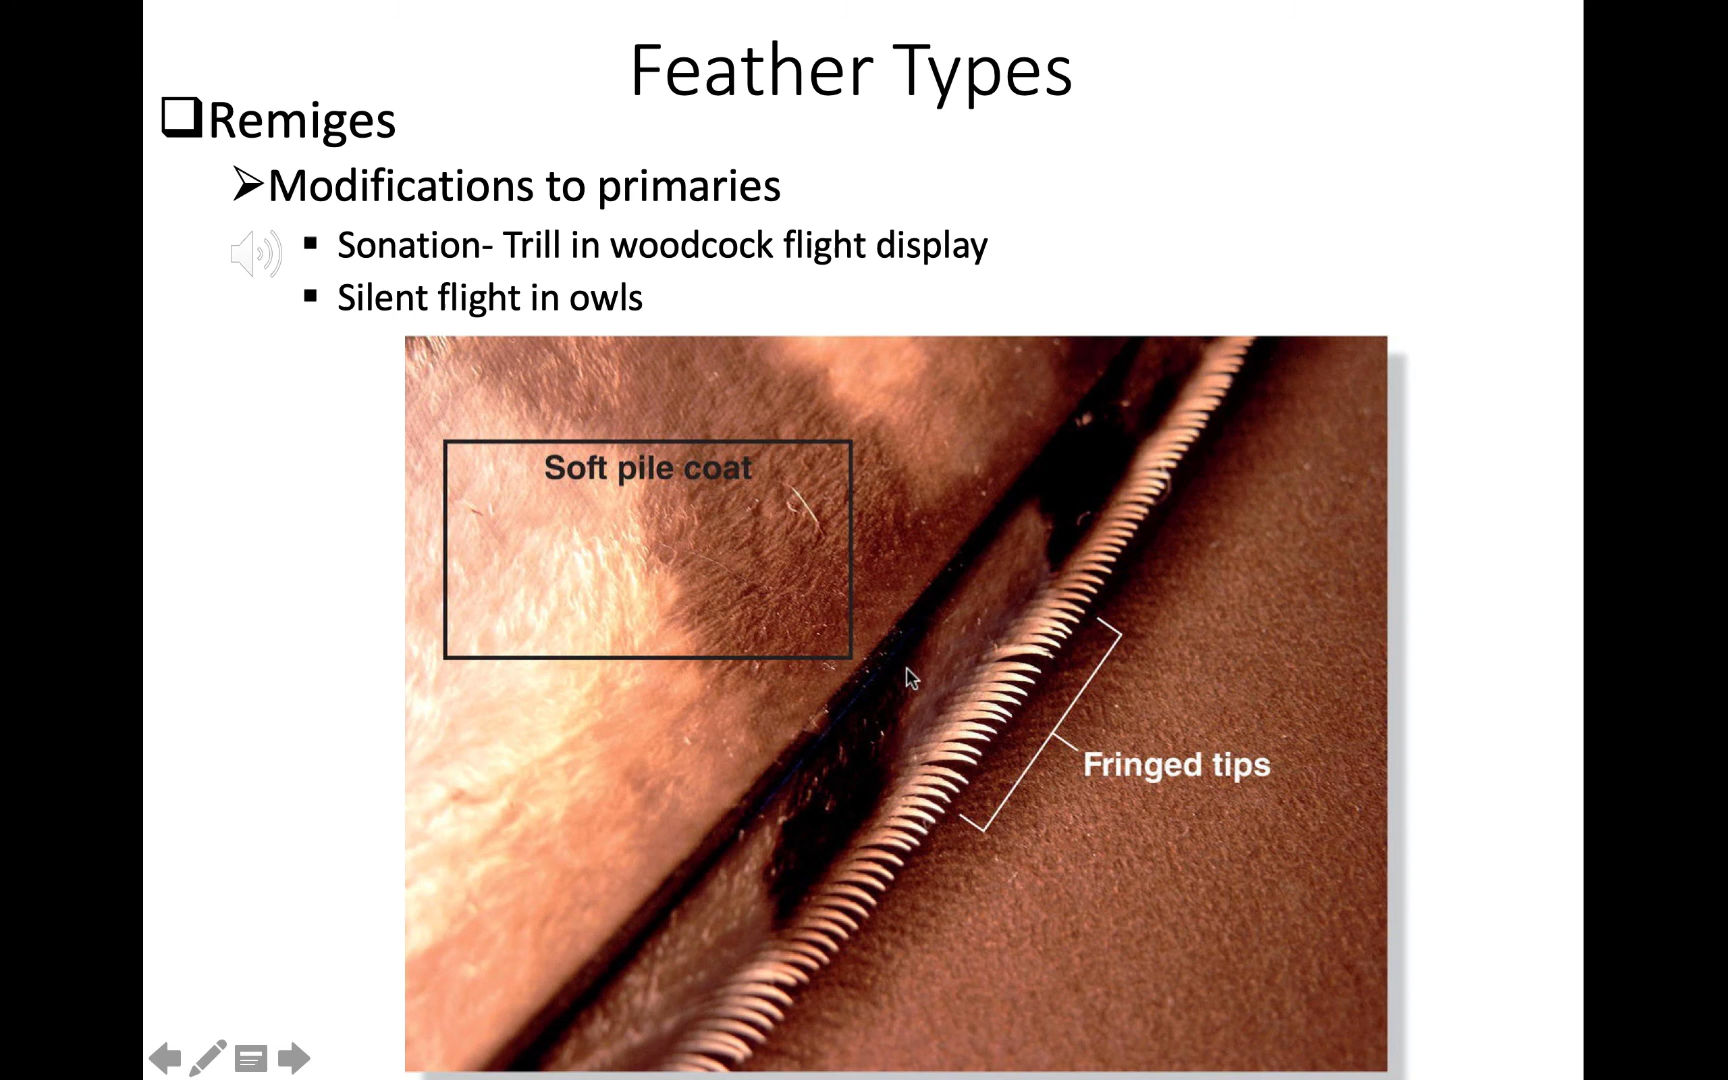 Feather Types
Remiges
Modifications to primaries
Sonation- Trill in woodcock flight display
Silent flight in owls
Soft pile coat
Fringed tips